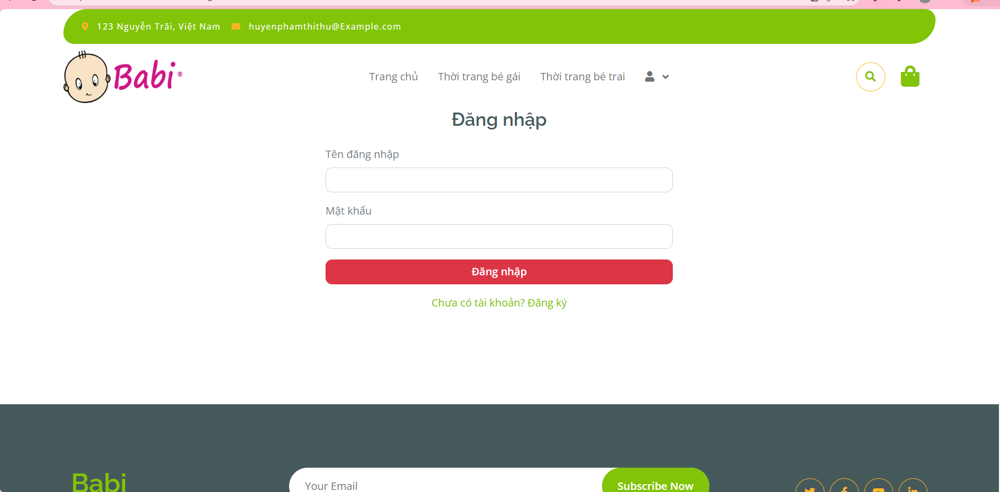 123 Nguyễn Trãi, Việt Nam huyenphamthithu@Example.com
Babi ®
Trang chủ Thời trang bé gái Thời trang bé trai
Đăng nhập
Tên đăng nhập
Mật khẩu
Đăng nhập
Chưa có tài khoản? Đăng ký
Babi
Your Email
Subscribe Now